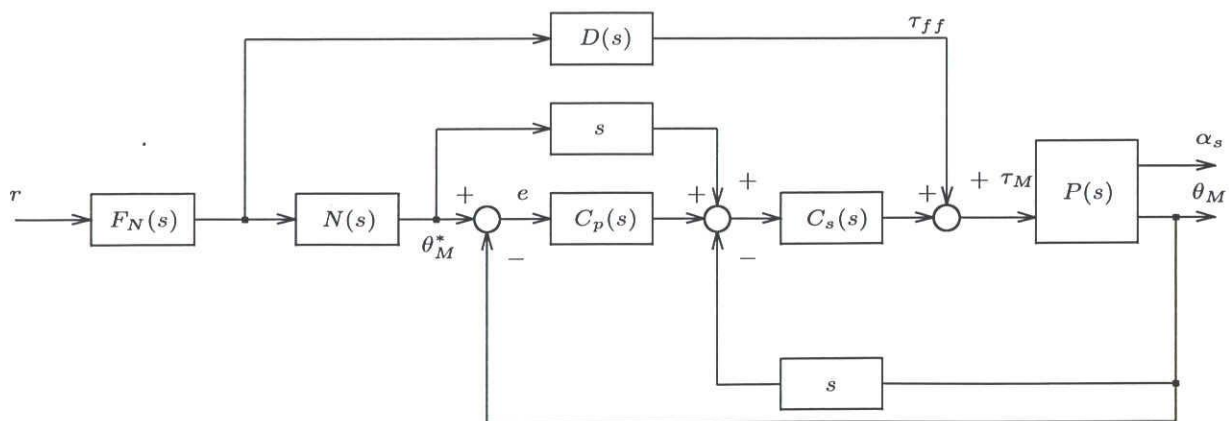 τ_ff
D(s)
s
α_s
r
F_N(s)
N(s)
+
e
C_p(s)
+
+
C_s(s)
+
+
τ_M
P(s)
θ_M
θ*_M
−
−
s